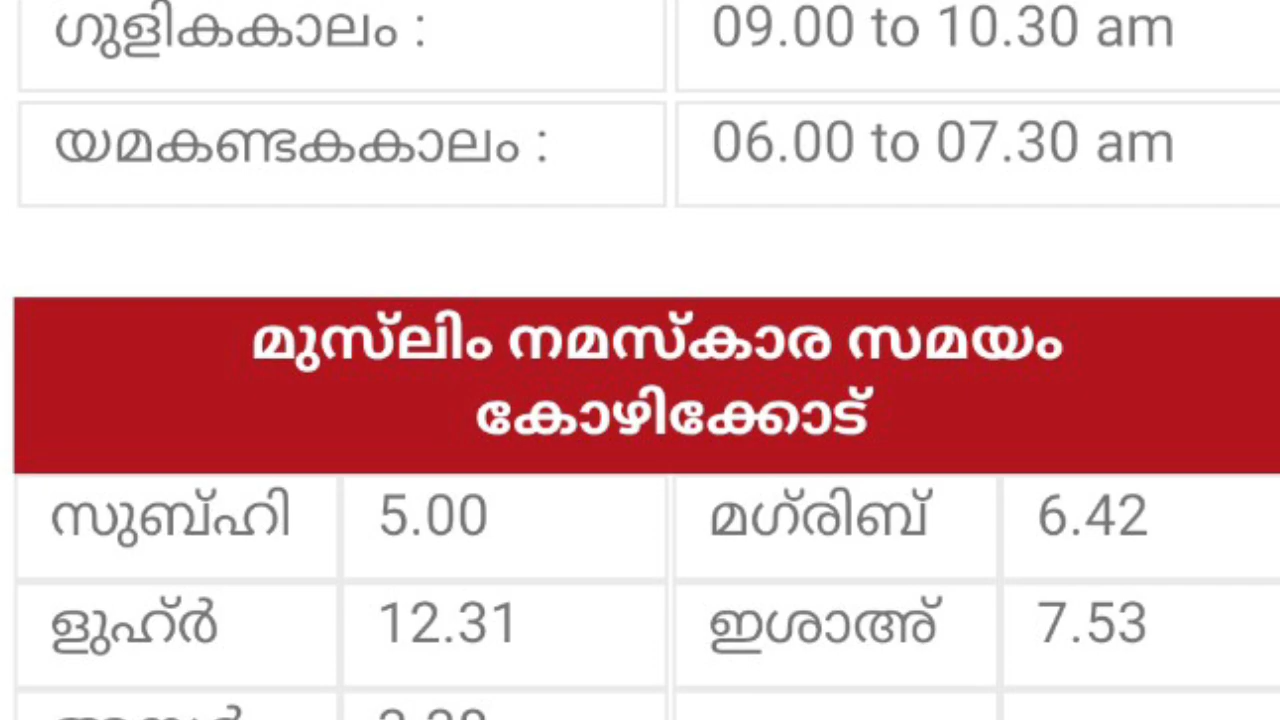 ഗുളികകാലം : 09.00 to 10.30 am
യമകണ്ടകകാലം : 06.00 to 07.30 am
മുസ്‌ലിം നമസ്കാര സമയം
കോഴിക്കോട്
സുബ്ഹി 5.00 മഗ്‌രിബ് 6.42
ളുഹ്ർ 12.31 ഇശാഅ് 7.53